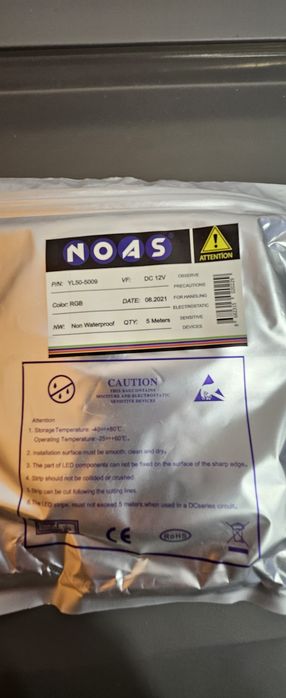 NOAS
ATTENTION
P/N: YL50-5009 VF: DC 12V
Color: RGB DATE: 08.2021
NW: Non Waterproof QTY: 5 Meters
OBSERVE
PRECAUTIONS
FOR HANDLING
ELECTROSTATIC
SENSITIVE
DEVICES
CAUTION
THIS BAG CONTAINS
MOISTURE AND ELECTROSTATIC
SENSITIVE DEVICES
Attention
1. StorageTemperature: -40==+80℃.
Operating Temperature: -25==+60℃.
2. Installation surface must be smooth, clean and dry.
3. The part of LED components can not be fixed on the surface of the sharp edge.
4. Strip should not be collided or crushed.
5. Strip can be cut following the cutting lines.
6. The LED strips, must not exceed 5 meters,when used in a DCseries circuit.
CE
RoHS